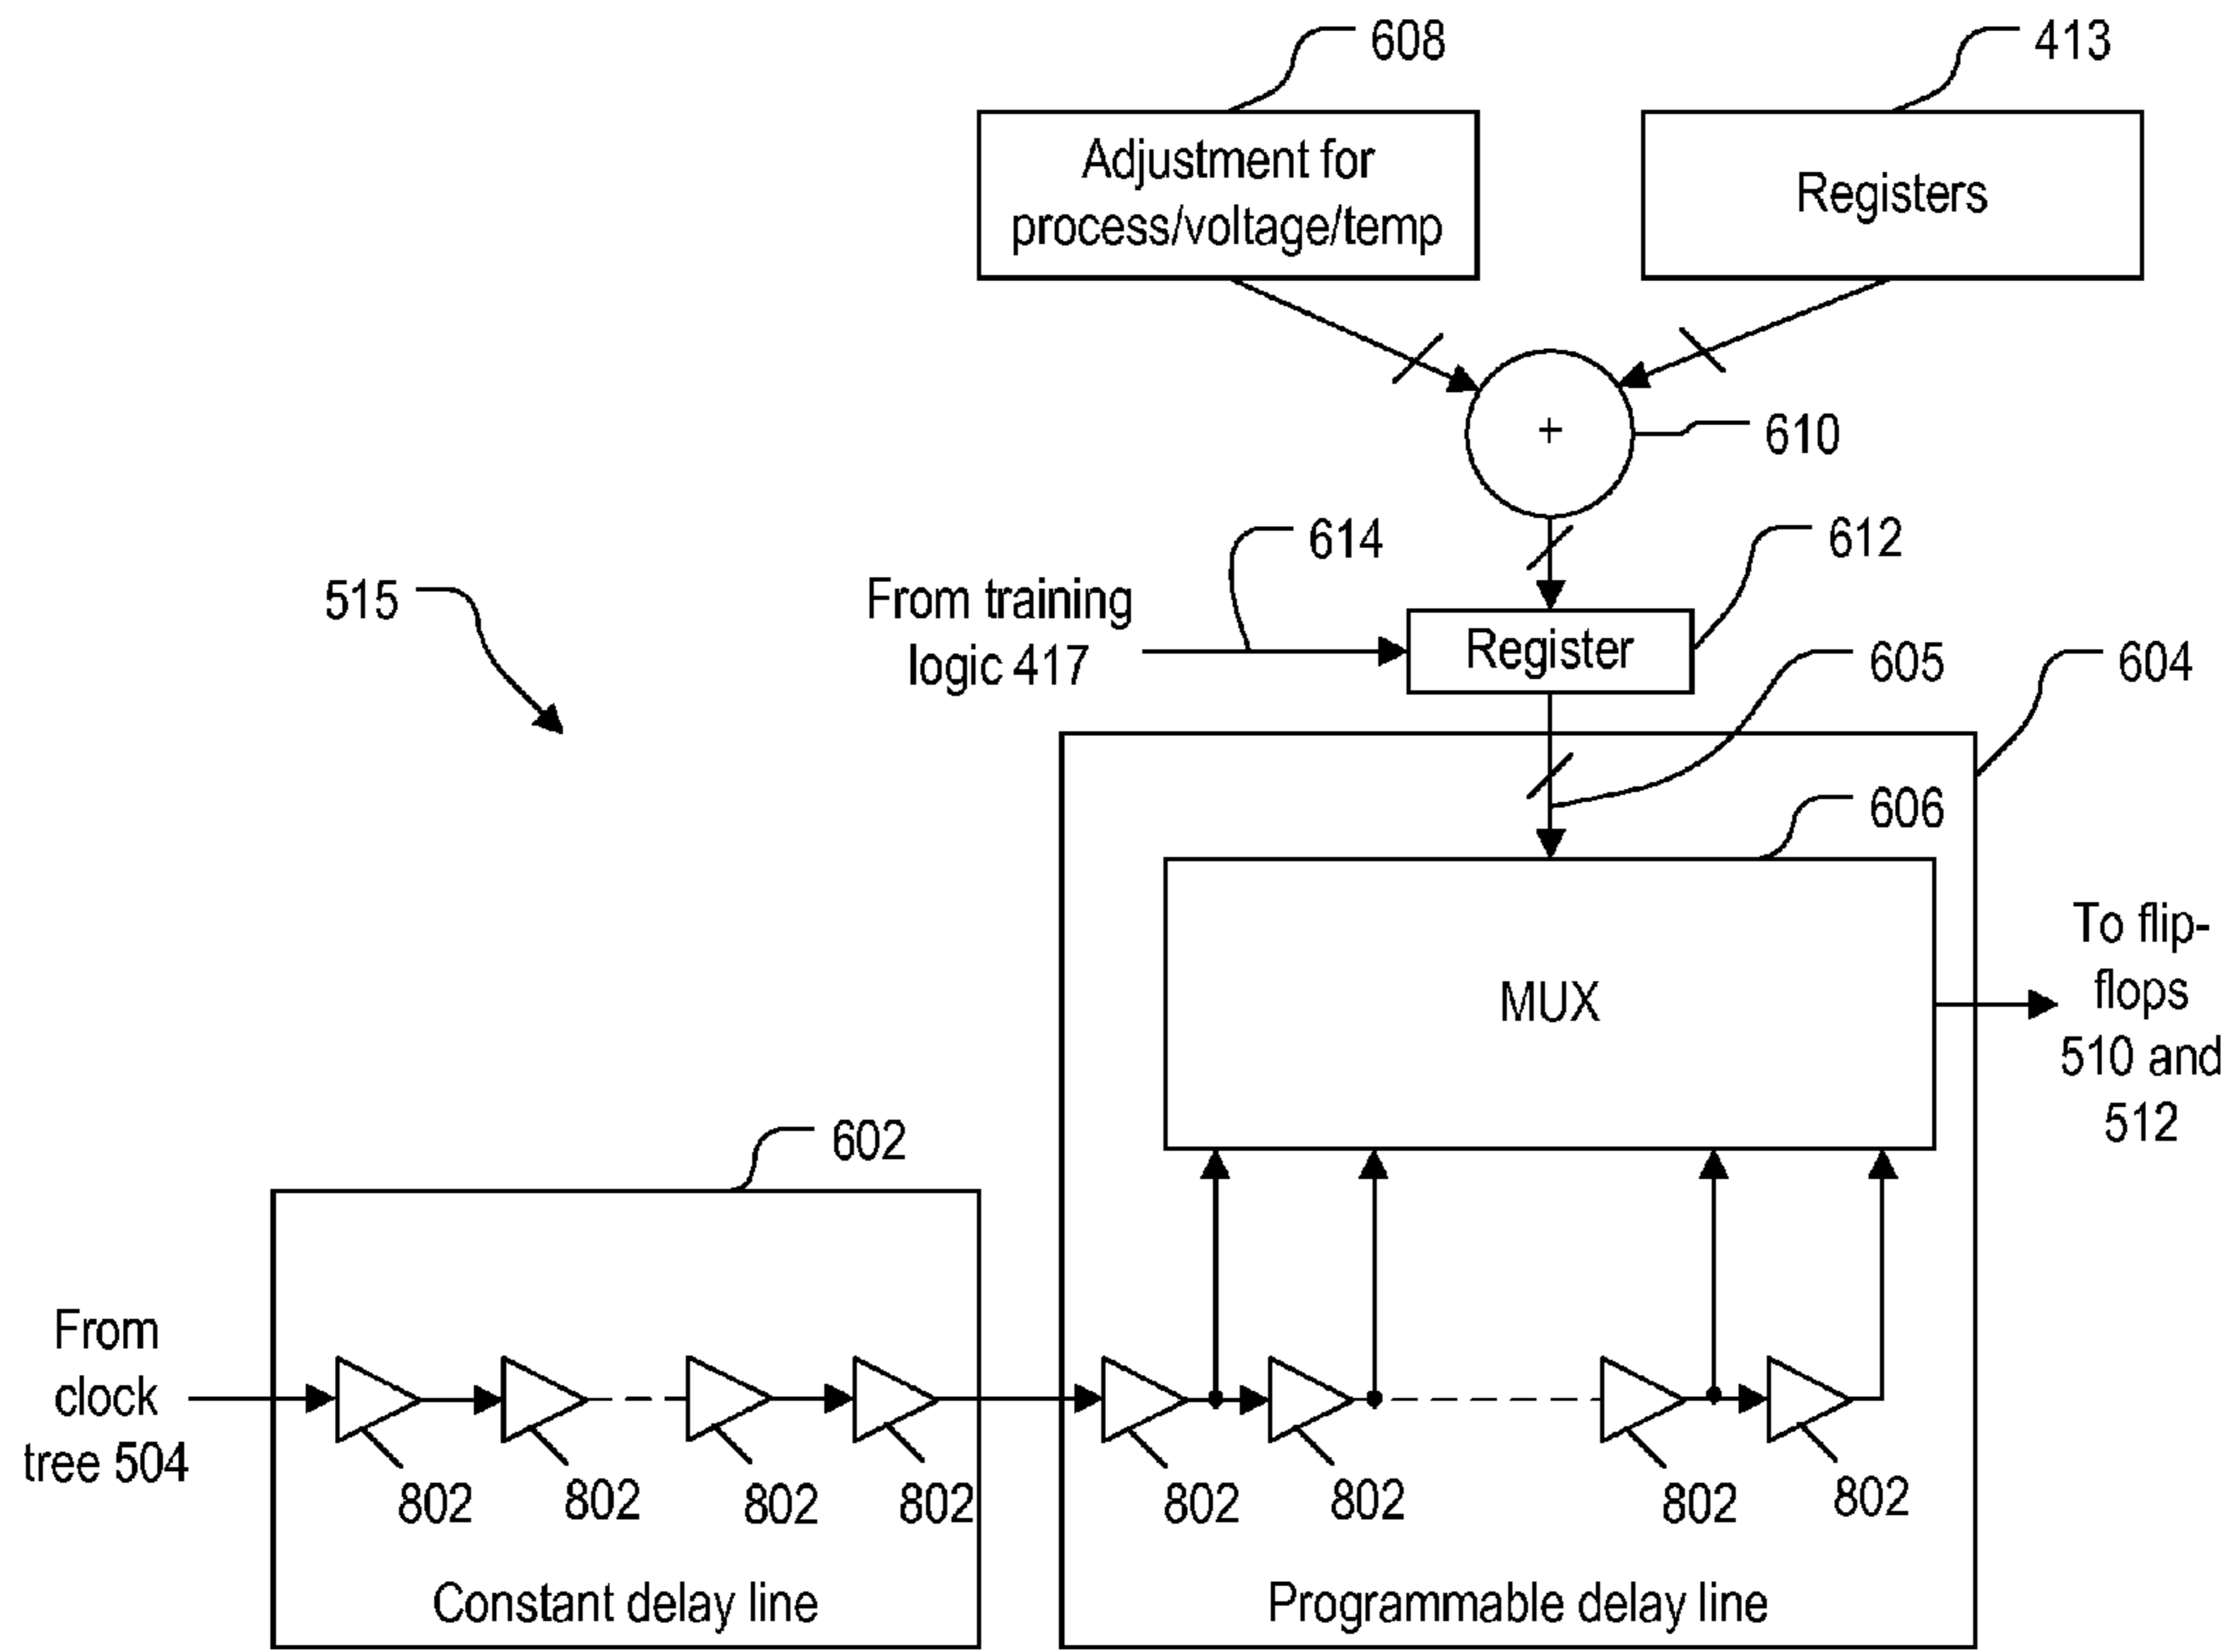 608
413
Adjustment for
process/voltage/temp
Registers
+
610
614
612
515
From training
logic 417
Register
605
604
606
MUX
To flip-
flops
510 and
512
602
From
clock
tree 504
802
802
802
802
802
802
802
802
Constant delay line
Programmable delay line